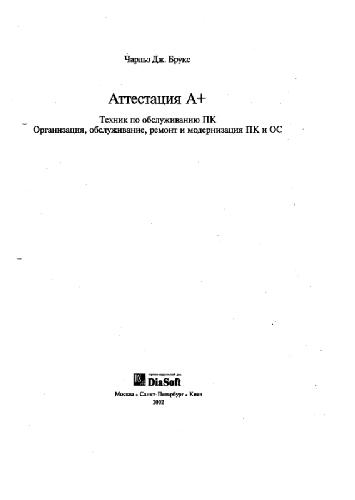 Чарльз Дж. Брукс
Аттестация А+
Техник по обслуживанию ПК
Организация, обслуживание, ремонт и модернизация ПК и ОС
DiaSoft
Москва • Санкт-Петербург • Киев
2002